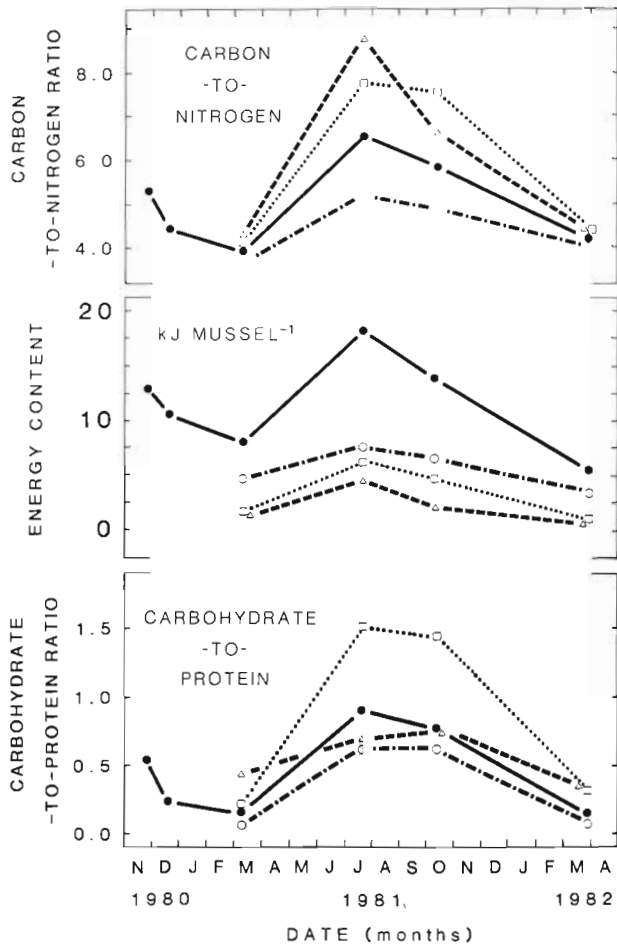 CARBON
-TO-NITROGEN RATIO
8.0
6.0
4.0
CARBON
-TO-
NITROGEN
ENERGY CONTENT
20
10
0
kJ MUSSEL⁻¹
CARBOHYDRATE
-TO-PROTEIN RATIO
1.5
1.0
0.5
0.0
CARBOHYDRATE
-TO-
PROTEIN
N D J F M A M J J A S O N D J F M A
1980 1981 1982
DATE (months)